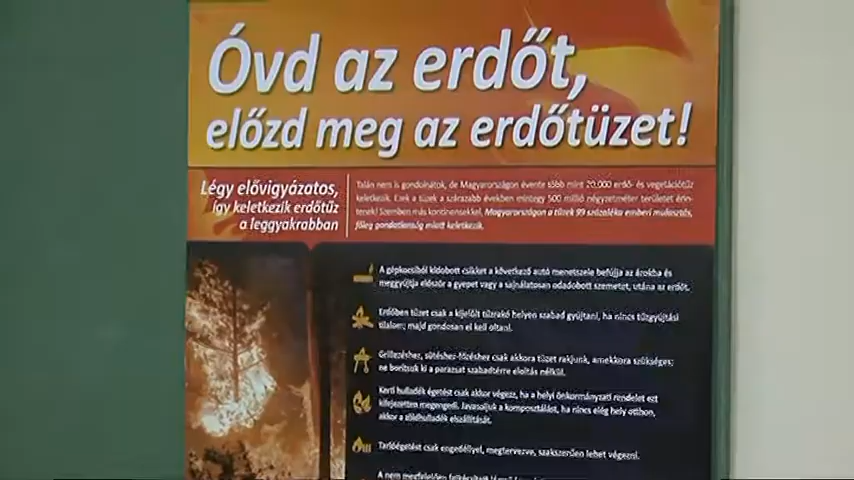 Óvd az erdőt,
előzd meg az erdőtüzet!
Légy elővigyázatos,
így keletkezik erdőtűz
a leggyakrabban
Talán nem is gondolnátok, de Magyarországon évente több mint 20.000 erdő- és vegetációtűz
keletkezik. Ezek a tüzek a szárazabb években mintegy 500 millió négyzetméter területet érin-
tenek! Szemben más kontinensekkel, Magyarországon a tüzek 99 százaléka emberi mulasztás,
főleg gondatlanság miatt keletkezik.
A gépkocsiból kidobott csikket a következő autó menetszele befújja az árokba és
meggyújtja először a gyepet vagy a sajnálatosan odadobott szemetet, utána az erdőt.
Erdőben tüzet csak a kijelölt tűzrakó helyen szabad gyújtani, ha nincs tűzgyújtási
tilalom; majd gondosan el kell oltani.
Grillezéshez, sütéshez-főzéshez csak akkora tüzet rakjunk, amekkora szükséges;
ne borítsuk ki a parazsat szabadtérre eloltás nélkül.
Kerti hulladék égetést csak akkor végezz, ha a helyi önkormányzati rendelet ezt
kifejezetten megengedi. Javasoljuk a komposztálást, ha nincs elég hely otthon,
akkor a zöldhulladék elszállítását.
Tarlóégetést csak engedéllyel, megtervezve, szakszerűen lehet végezni.
A nem megfelelően